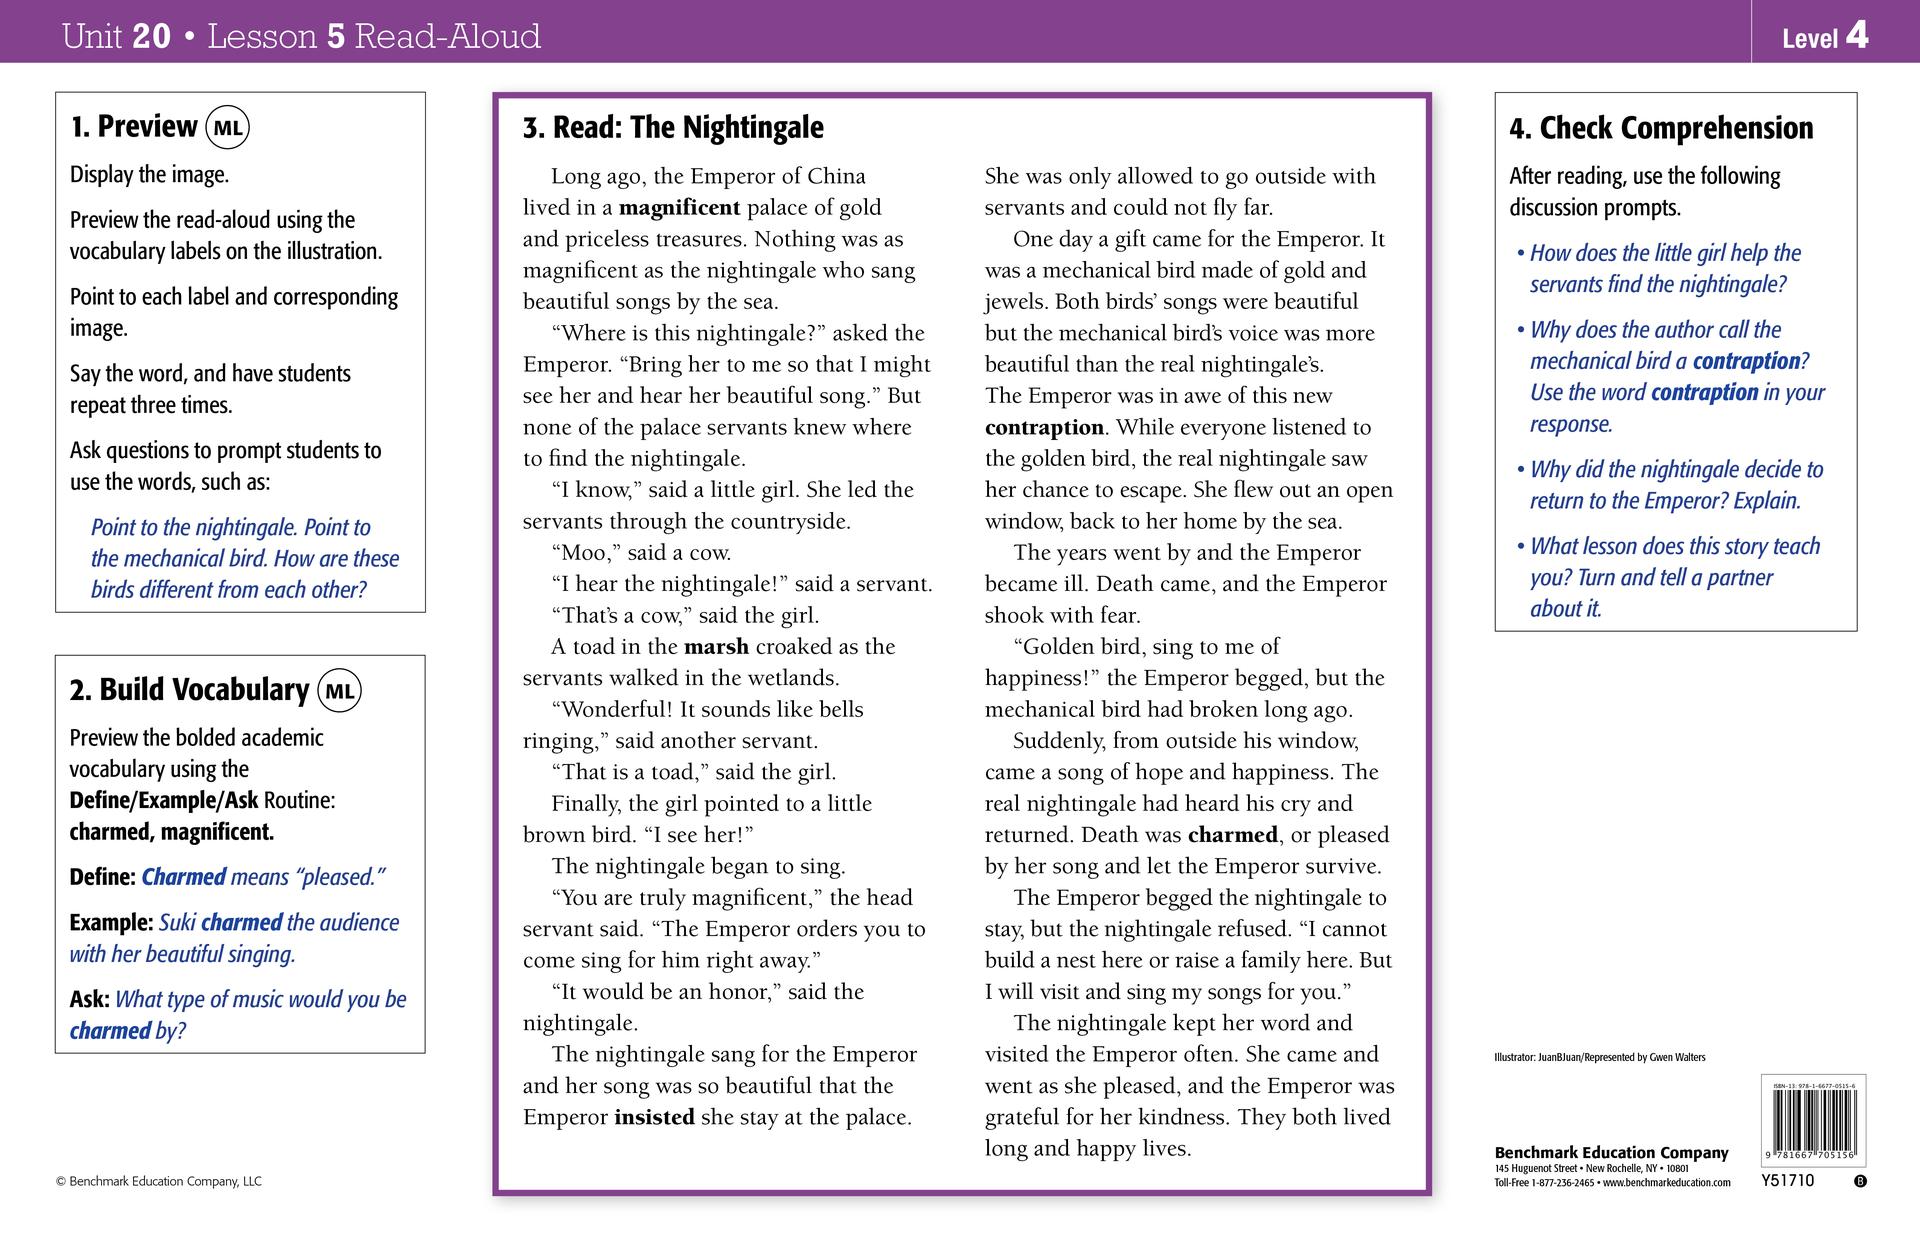 Unit 20 • Lesson 5 Read-Aloud
Level 4
1. Preview ML
Display the image.
Preview the read-aloud using the
vocabulary labels on the illustration.
Point to each label and corresponding
image.
Say the word, and have students
repeat three times.
Ask questions to prompt students to
use the words, such as:
Point to the nightingale. Point to
the mechanical bird. How are these
birds different from each other?
2. Build Vocabulary ML
Preview the bolded academic
vocabulary using the
Define/Example/Ask Routine:
charmed, magnificent.
Define: Charmed means “pleased.”
Example: Suki charmed the audience
with her beautiful singing.
Ask: What type of music would you be
charmed by?
© Benchmark Education Company, LLC
3. Read: The Nightingale
Long ago, the Emperor of China
lived in a magnificent palace of gold
and priceless treasures. Nothing was as
magnificent as the nightingale who sang
beautiful songs by the sea.
“Where is this nightingale?” asked the
Emperor. “Bring her to me so that I might
see her and hear her beautiful song.” But
none of the palace servants knew where
to find the nightingale.
“I know,” said a little girl. She led the
servants through the countryside.
“Moo,” said a cow.
“I hear the nightingale!” said a servant.
“That’s a cow,” said the girl.
A toad in the marsh croaked as the
servants walked in the wetlands.
“Wonderful! It sounds like bells
ringing,” said another servant.
“That is a toad,” said the girl.
Finally, the girl pointed to a little
brown bird. “I see her!”
The nightingale began to sing.
“You are truly magnificent,” the head
servant said. “The Emperor orders you to
come sing for him right away.”
“It would be an honor,” said the
nightingale.
The nightingale sang for the Emperor
and her song was so beautiful that the
Emperor insisted she stay at the palace.
She was only allowed to go outside with
servants and could not fly far.
One day a gift came for the Emperor. It
was a mechanical bird made of gold and
jewels. Both birds’ songs were beautiful
but the mechanical bird’s voice was more
beautiful than the real nightingale’s.
The Emperor was in awe of this new
contraption. While everyone listened to
the golden bird, the real nightingale saw
her chance to escape. She flew out an open
window, back to her home by the sea.
The years went by and the Emperor
became ill. Death came, and the Emperor
shook with fear.
“Golden bird, sing to me of
happiness!” the Emperor begged, but the
mechanical bird had broken long ago.
Suddenly, from outside his window,
came a song of hope and happiness. The
real nightingale had heard his cry and
returned. Death was charmed, or pleased
by her song and let the Emperor survive.
The Emperor begged the nightingale to
stay, but the nightingale refused. “I cannot
build a nest here or raise a family here. But
I will visit and sing my songs for you.”
The nightingale kept her word and
visited the Emperor often. She came and
went as she pleased, and the Emperor was
grateful for her kindness. They both lived
long and happy lives.
4. Check Comprehension
After reading, use the following
discussion prompts.
• How does the little girl help the
servants find the nightingale?
• Why does the author call the
mechanical bird a contraption?
Use the word contraption in your
response.
• Why did the nightingale decide to
return to the Emperor? Explain.
• What lesson does this story teach
you? Turn and tell a partner
about it.
Illustrator: JuanBJuan/Represented by Gwen Walters
Benchmark Education Company
145 Huguenot Street • New Rochelle, NY • 10801
Toll-Free 1-877-236-2465 • www.benchmarkeducation.com
ISBN-13: 978-1-6677-0515-6
9 781667 705156
Y51710
B